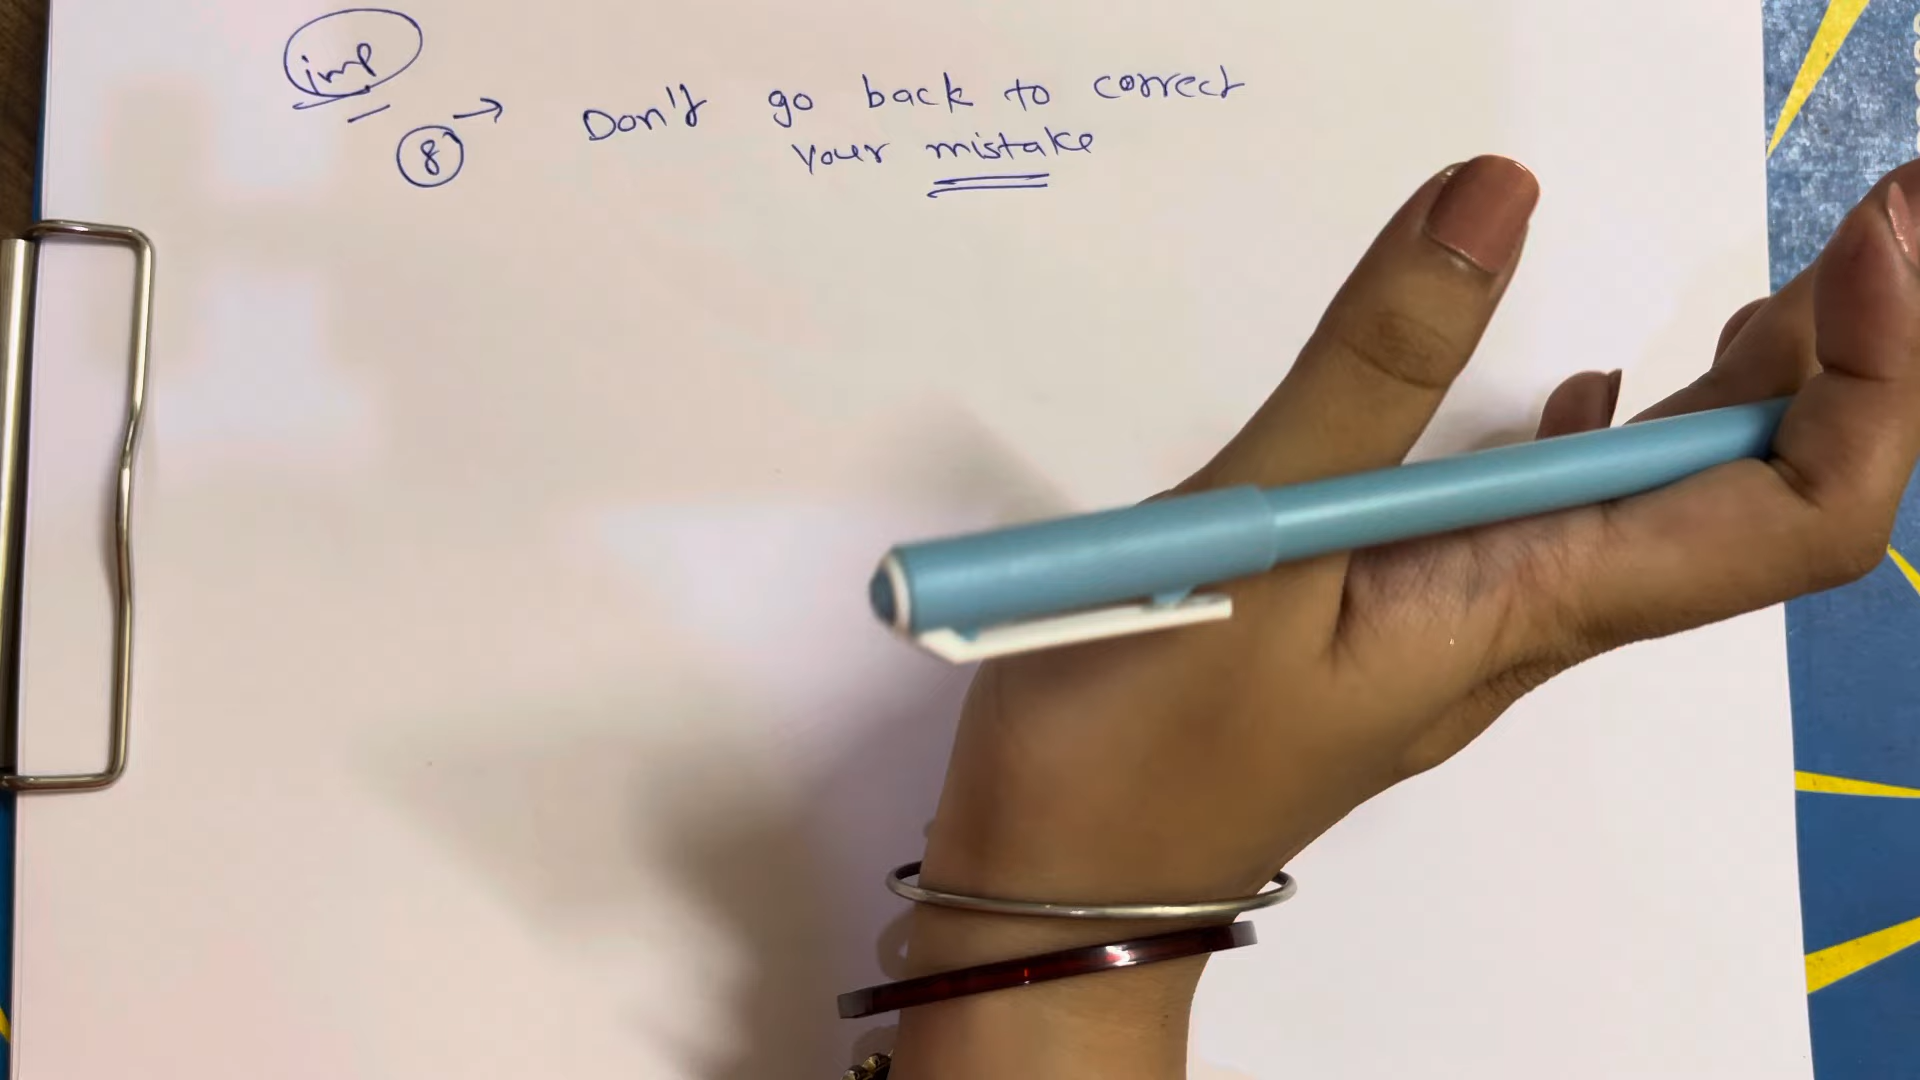 imp
8 → Don't go back to correct
your mistake